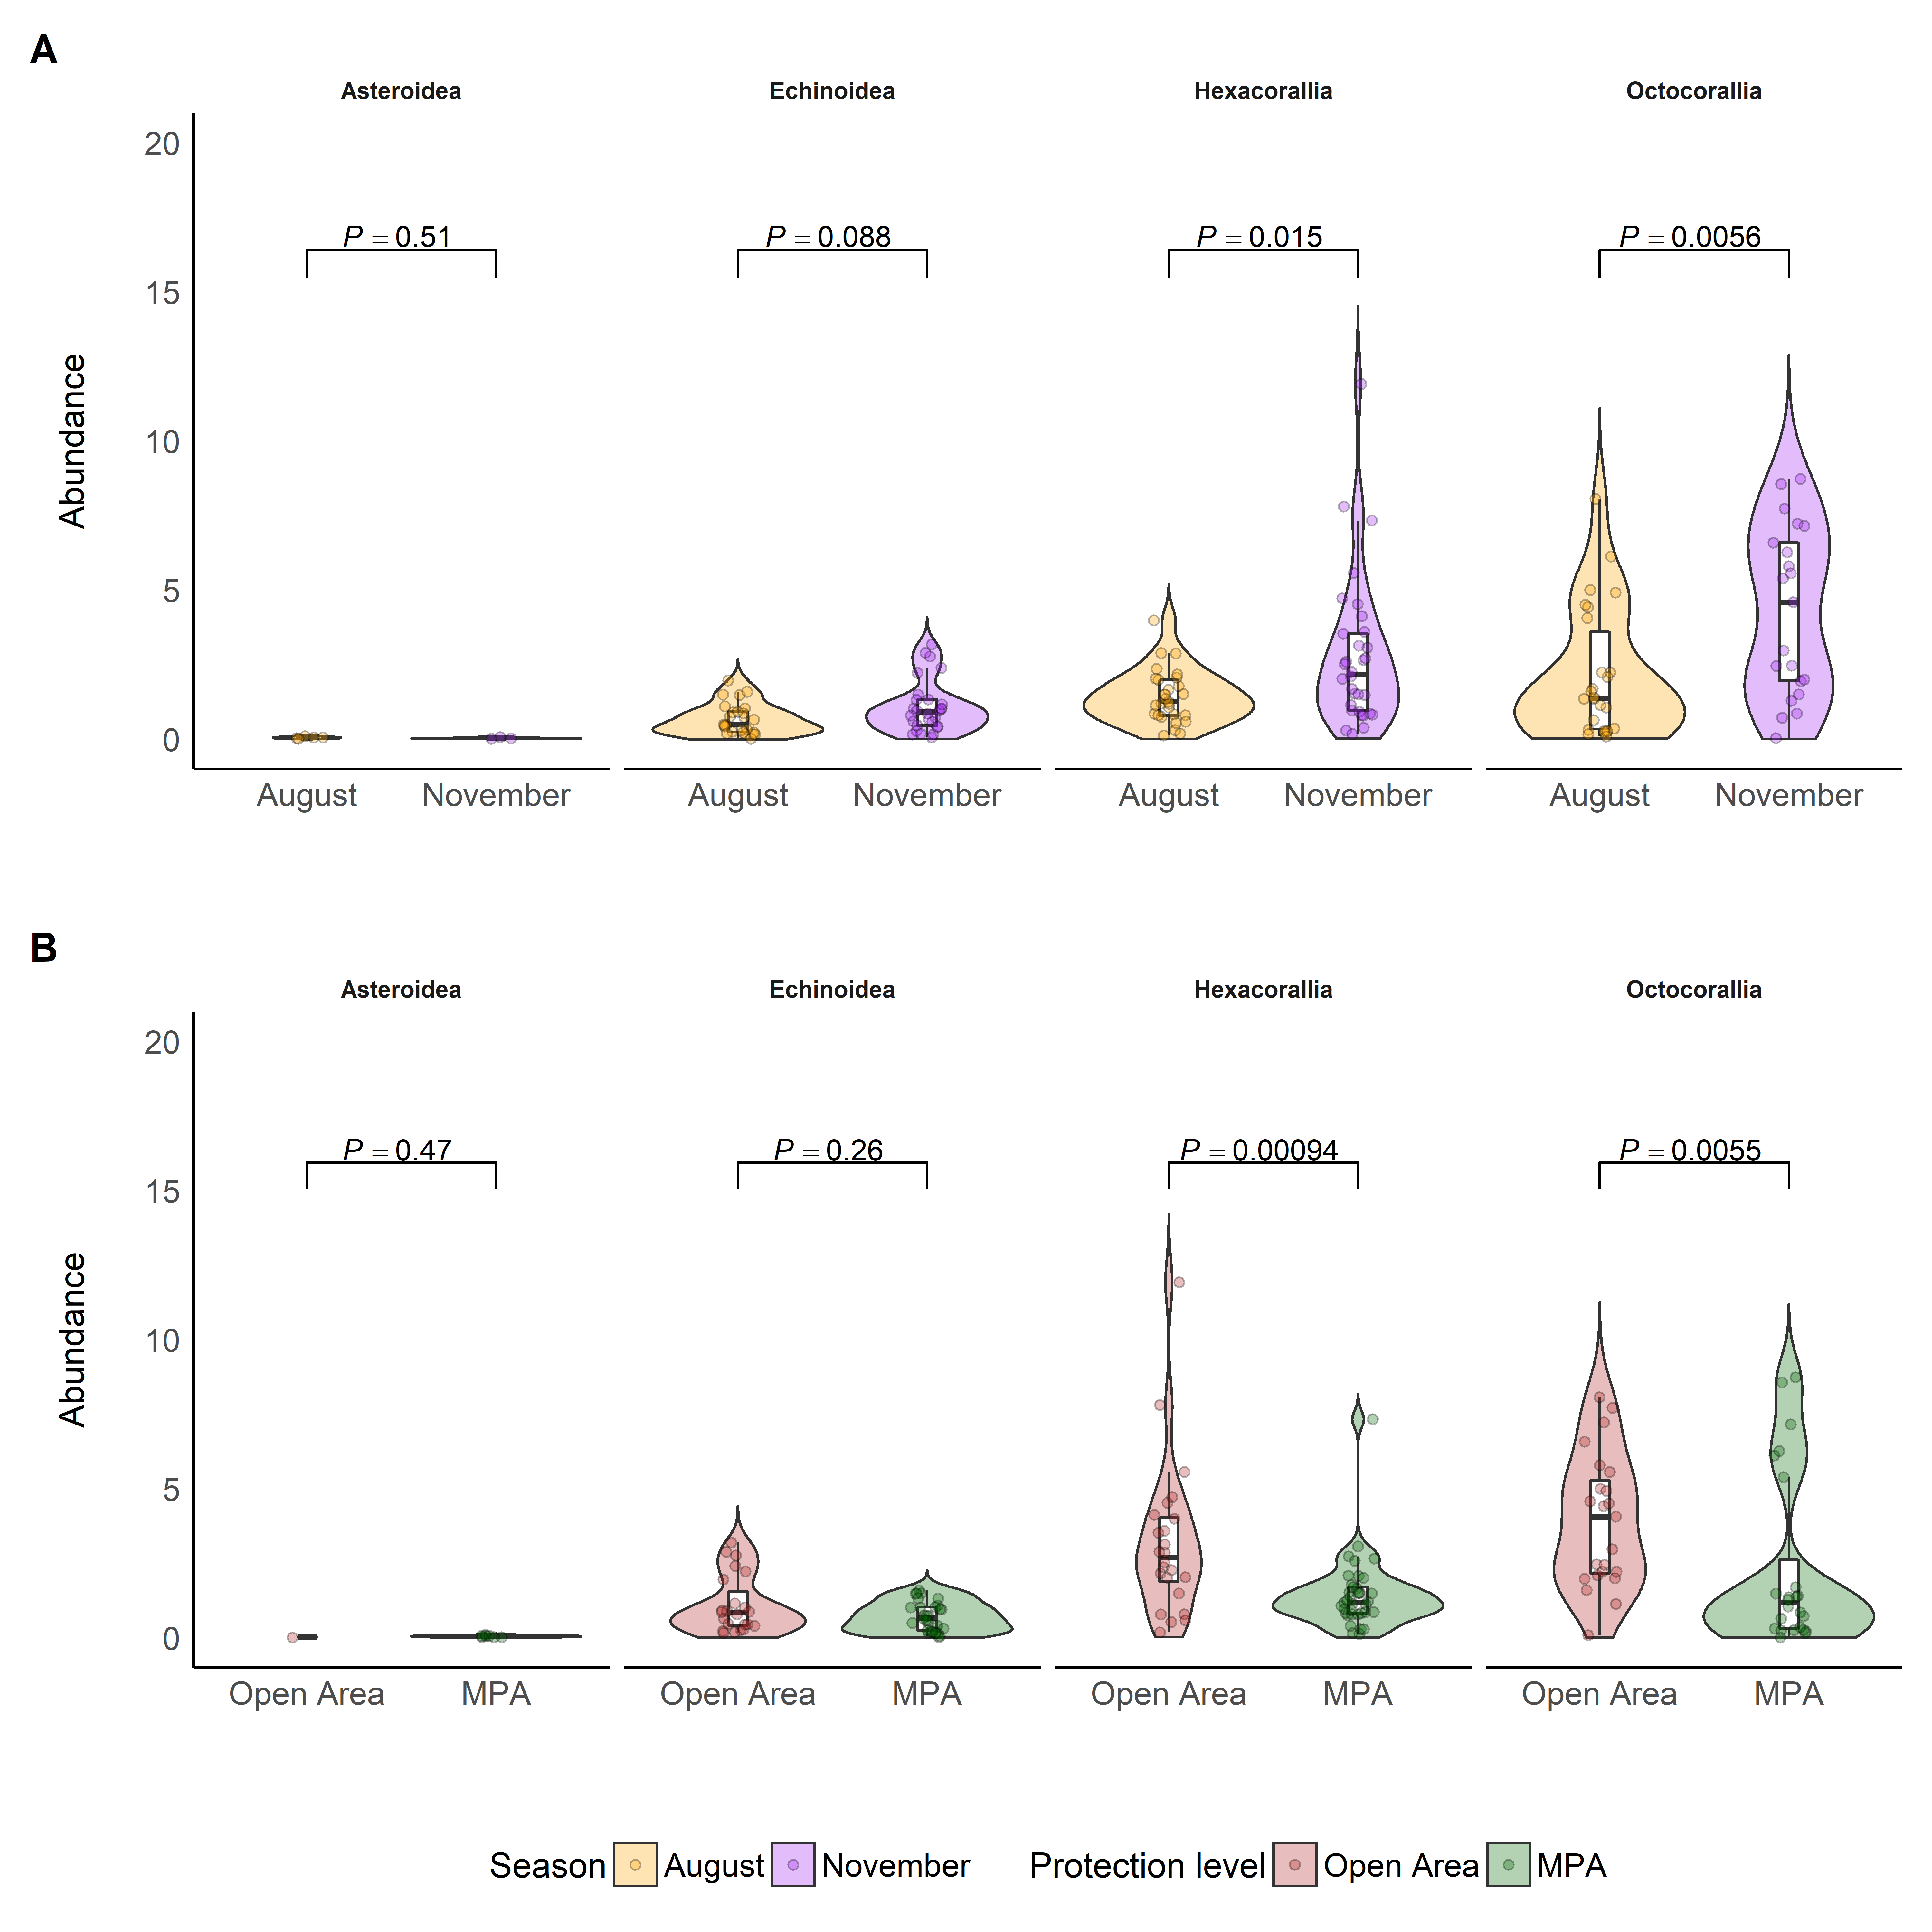 A
Asteroidea Echinoidea Hexacorallia Octocorallia
20
P = 0.51 P = 0.088 P = 0.015 P = 0.0056
15
Abundance
10
5
0
August November August November August November August November
B
Asteroidea Echinoidea Hexacorallia Octocorallia
20
P = 0.47 P = 0.26 P = 0.00094 P = 0.0055
15
Abundance
10
5
0
Open Area MPA Open Area MPA Open Area MPA Open Area MPA
Season August November Protection level Open Area MPA